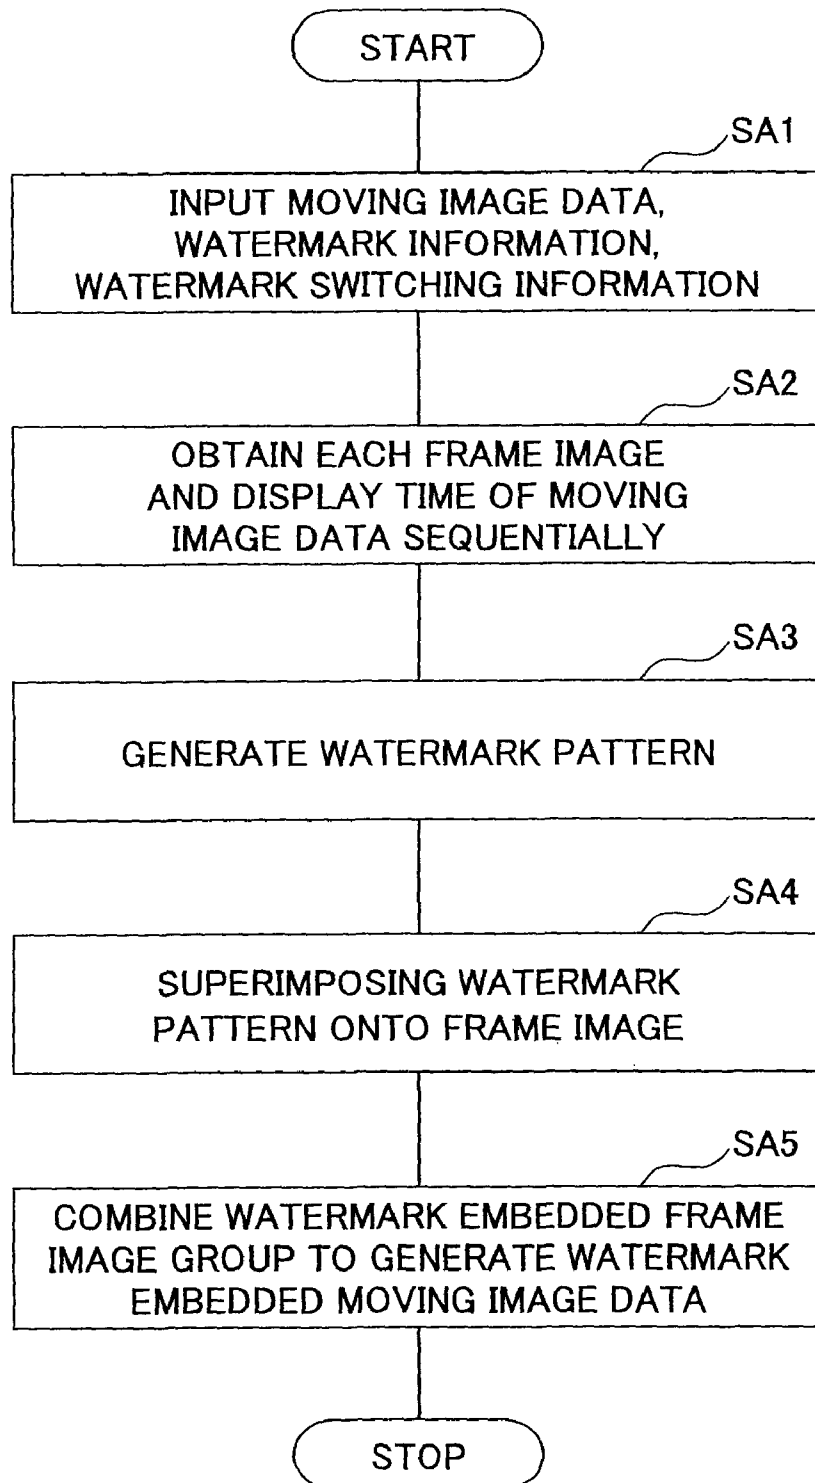 START
SA1
INPUT MOVING IMAGE DATA,
WATERMARK INFORMATION,
WATERMARK SWITCHING INFORMATION
SA2
OBTAIN EACH FRAME IMAGE
AND DISPLAY TIME OF MOVING
IMAGE DATA SEQUENTIALLY
SA3
GENERATE WATERMARK PATTERN
SA4
SUPERIMPOSING WATERMARK
PATTERN ONTO FRAME IMAGE
SA5
COMBINE WATERMARK EMBEDDED FRAME
IMAGE GROUP TO GENERATE WATERMARK
EMBEDDED MOVING IMAGE DATA
STOP